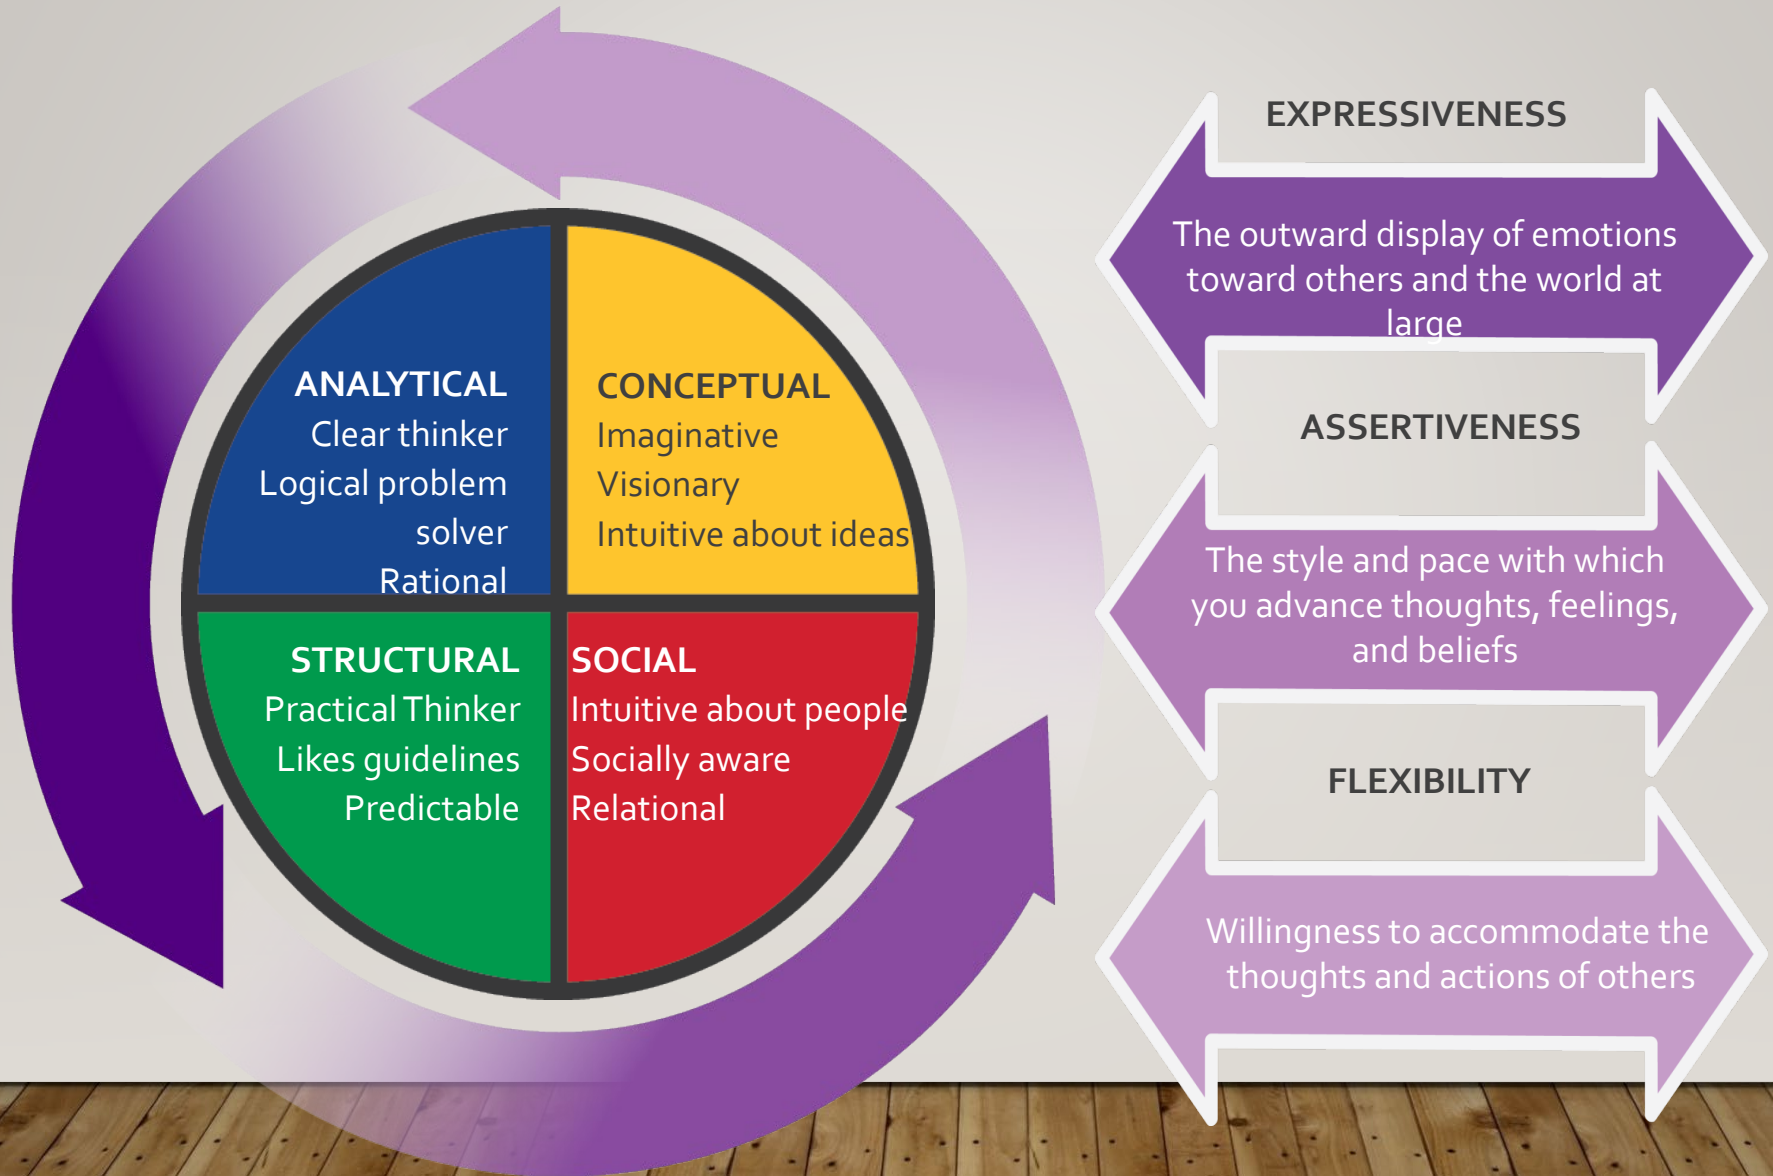 ANALYTICAL
Clear thinker
Logical problem
solver
Rational
CONCEPTUAL
Imaginative
Visionary
Intuitive about ideas
STRUCTURAL
Practical Thinker
Likes guidelines
Predictable
SOCIAL
Intuitive about people
Socially aware
Relational
EXPRESSIVENESS
The outward display of emotions
toward others and the world at
large
ASSERTIVENESS
The style and pace with which
you advance thoughts, feelings,
and beliefs
FLEXIBILITY
Willingness to accommodate the
thoughts and actions of others